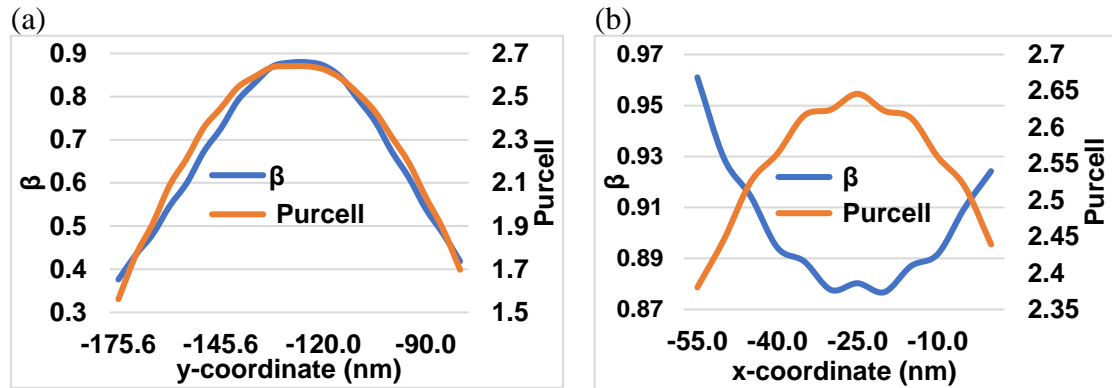 (a)
0.9
0.8
0.7
0.6
0.5
0.4
0.3
β
β
Purcell
2.7
2.5
2.3
2.1
1.9
1.7
1.5
Purcell
-175.6 -145.6 -120.0 -90.0
y-coordinate (nm)
(b)
0.97
0.95
0.93
0.91
0.89
0.87
β
β
Purcell
2.7
2.65
2.6
2.55
2.5
2.45
2.4
2.35
Purcell
-55.0 -40.0 -25.0 -10.0
x-coordinate (nm)